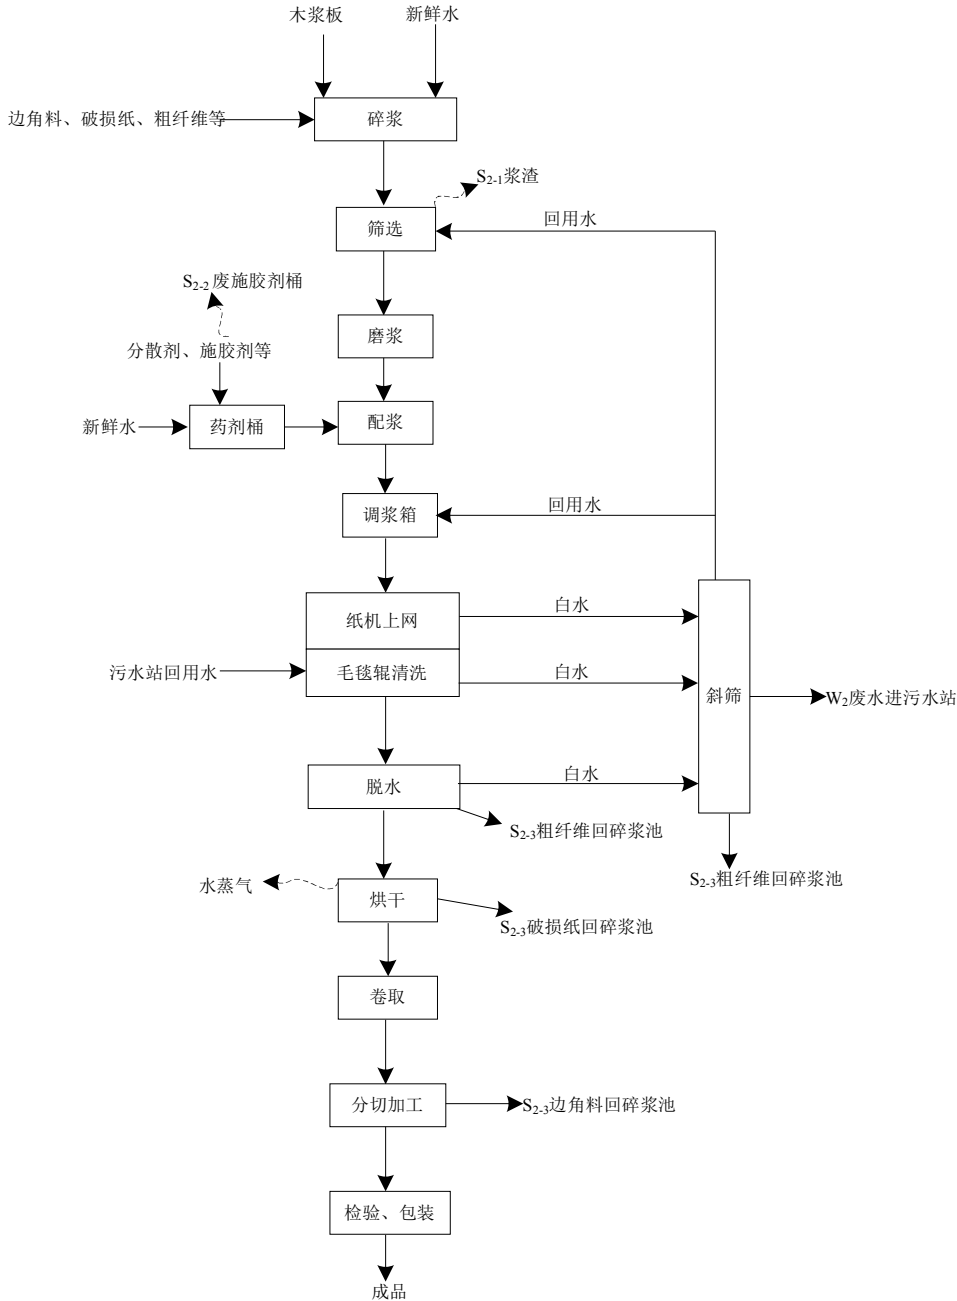 木浆板
新鲜水
边角料、破损纸、粗纤维等
碎浆
S2-1浆渣
筛选
回用水
S2-2废施胶剂桶
磨浆
分散剂、施胶剂等
新鲜水
药剂桶
配浆
调浆箱
回用水
纸机上网
白水
污水站回用水
毛毯辊清洗
白水
斜筛
W2废水进污水站
脱水
白水
S2-3粗纤维回碎浆池
S2-3粗纤维回碎浆池
水蒸气
烘干
S2-3破损纸回碎浆池
卷取
分切加工
S2-3边角料回碎浆池
检验、包装
成品